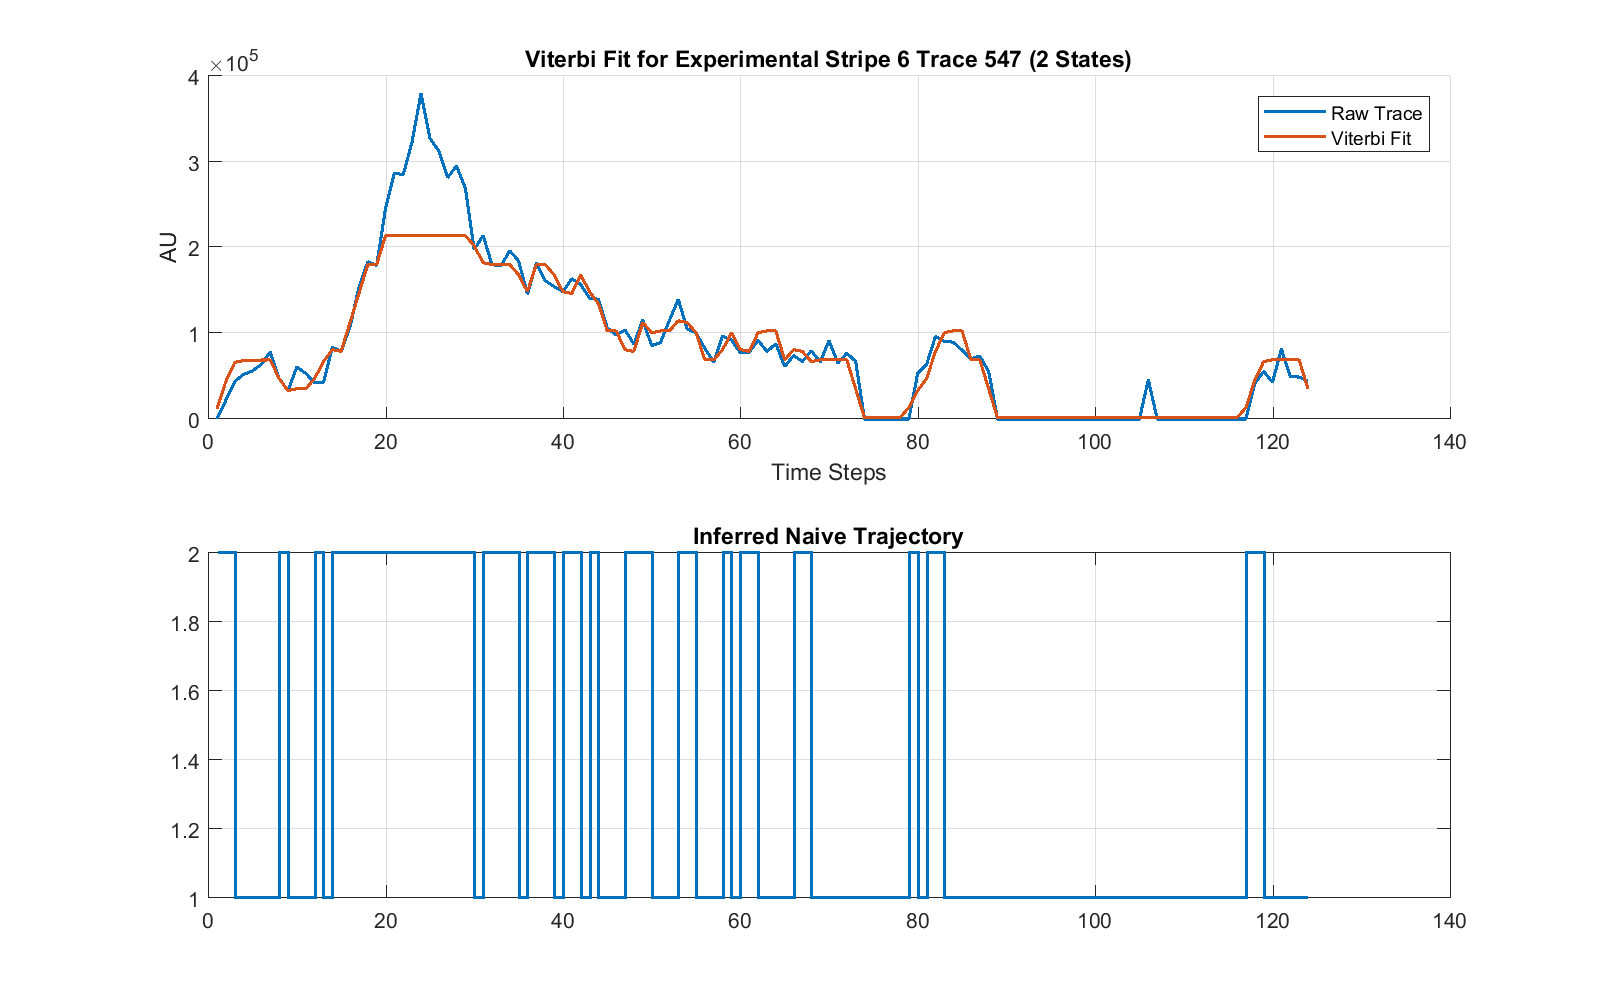 Viterbi Fit for Experimental Stripe 6 Trace 547 (2 States)
×10^5
4
3
2
1
0
AU
0 20 40 60 80 100 120 140
Time Steps
Raw Trace
Viterbi Fit
Inferred Naive Trajectory
2
1.8
1.6
1.4
1.2
1
0 20 40 60 80 100 120 140